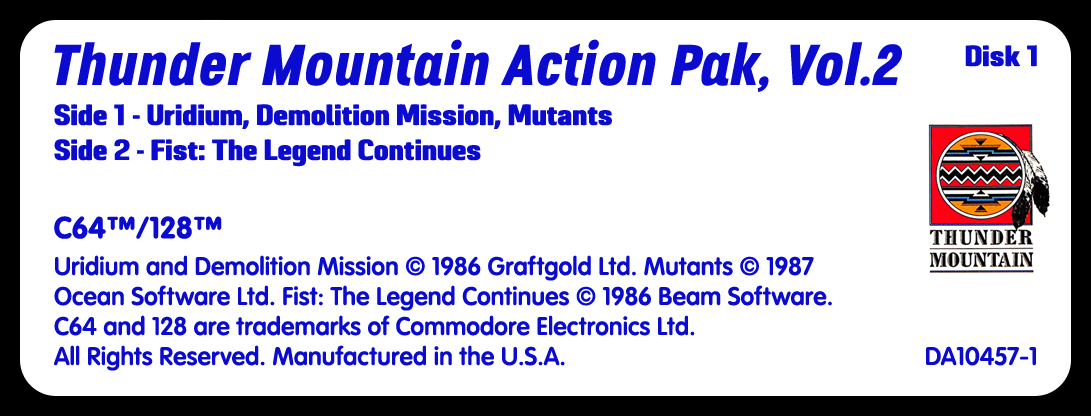 Thunder Mountain Action Pak, Vol.2
Disk 1
Side 1 - Uridium, Demolition Mission, Mutants
Side 2 - Fist: The Legend Continues
THUNDER
MOUNTAIN
C64™/128™
Uridium and Demolition Mission © 1986 Graftgold Ltd. Mutants © 1987
Ocean Software Ltd. Fist: The Legend Continues © 1986 Beam Software.
C64 and 128 are trademarks of Commodore Electronics Ltd.
All Rights Reserved. Manufactured in the U.S.A.
DA10457-1